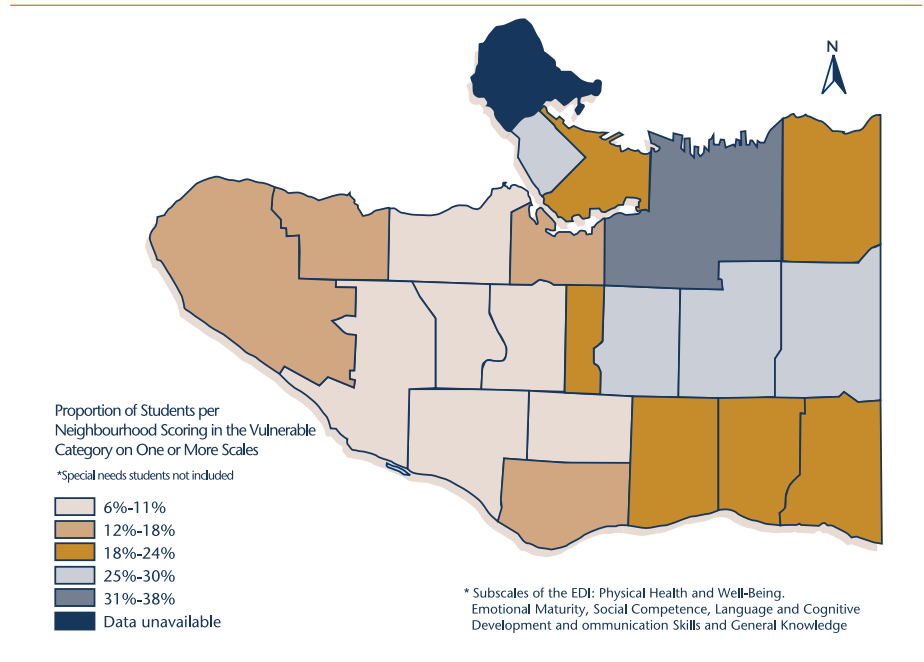 N
Proportion of Students per
Neighbourhood Scoring in the Vulnerable
Category on One or More Scales
*Special needs students not included
6%-11%
12%-18%
18%-24%
25%-30%
31%-38%
Data unavailable
* Subscales of the EDI: Physical Health and Well-Being.
Emotional Maturity, Social Competence, Language and Cognitive
Development and ommunication Skills and General Knowledge